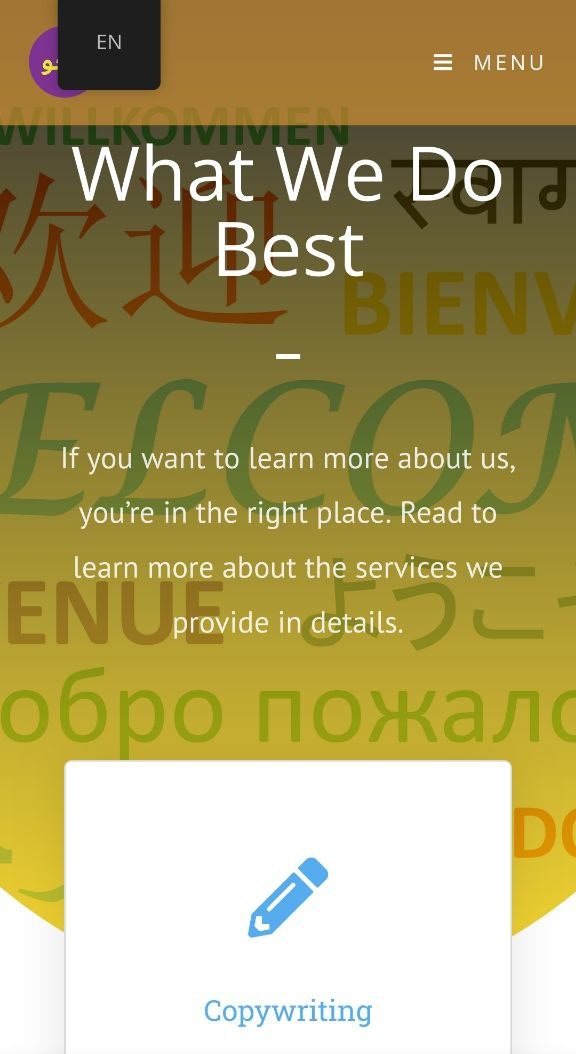 EN
MENU
WILLKOMMEN
What We Do
Best
欢迎
BIENV
ELCOM
If you want to learn more about us,
you’re in the right place. Read to
learn more about the services we
provide in details.
ENUE
ようこそ
обро пожало
DO
Copywriting